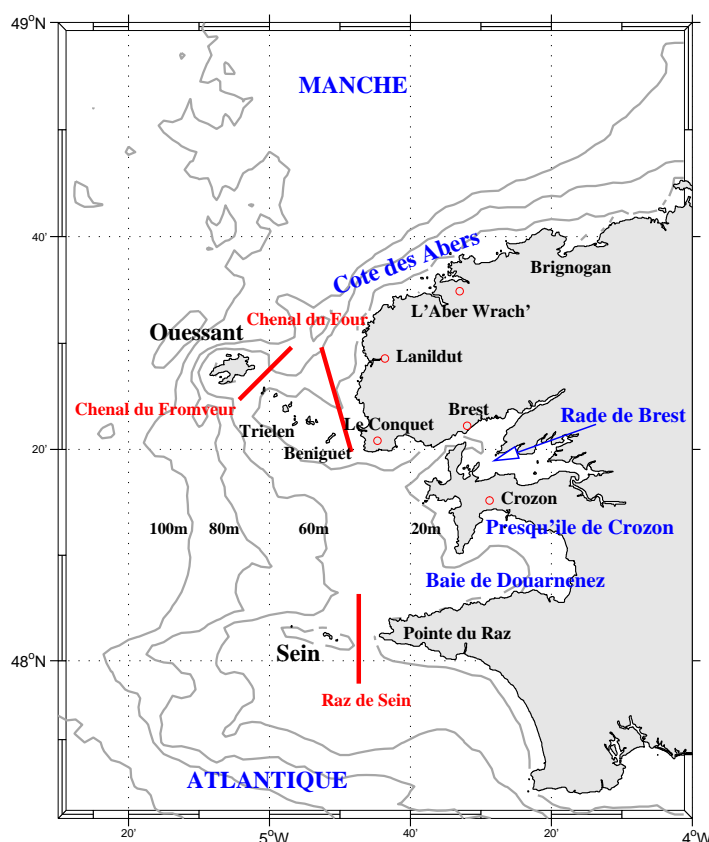 49°N
MANCHE
40'
Cote des Abers
Brignogan
L'Aber Wrach'
Chenal du Four
Ouessant
Lanildut
Chenal du Fromveur
Brest
Rade de Brest
Le Conquet
Trielen
Beniguet
20'
Crozon
100m 80m 60m 20m
Presqu'ile de Crozon
Baie de Douarnenez
Pointe du Raz
Sein
48°N
Raz de Sein
ATLANTIQUE
20' 5°W 40' 20' 4°W